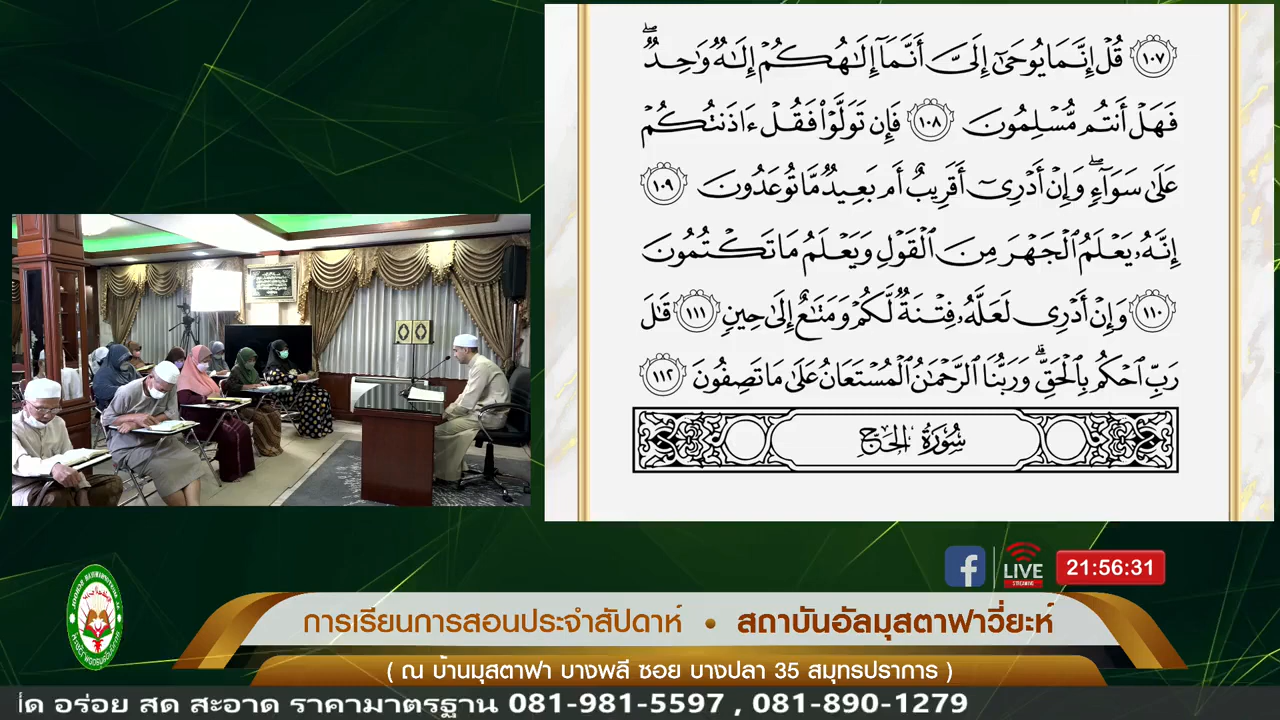 ١٠٧ قُلْ إِنَّمَا يُوحَىٰٓ إِلَىَّ أَنَّمَآ إِلَٰهُكُمْ إِلَٰهٌ وَٰحِدٌ ۖ
فَهَلْ أَنتُم مُّسْلِمُونَ ١٠٨ فَإِن تَوَلَّوْا۟ فَقُلْ ءَاذَنتُكُمْ
عَلَىٰ سَوَآءٍ ۖ وَإِنْ أَدْرِىٓ أَقَرِيبٌ أَم بَعِيدٌ مَّا تُوعَدُونَ ١٠٩
إِنَّهُۥ يَعْلَمُ ٱلْجَهْرَ مِنَ ٱلْقَوْلِ وَيَعْلَمُ مَا تَكْتُمُونَ
١١٠ وَإِنْ أَدْرِى لَعَلَّهُۥ فِتْنَةٌ لَّكُمْ وَمَتَٰعٌ إِلَىٰ حِينٍ ١١١ قَٰلَ
رَبِّ ٱحْكُم بِٱلْحَقِّ ۗ وَرَبُّنَا ٱلرَّحْمَٰنُ ٱلْمُسْتَعَانُ عَلَىٰ مَا تَصِفُونَ ١١٢
سُورَةُ الحَجِّ
f LIVE 21:56:31
STREAMING
การเรียนการสอนประจำสัปดาห์ • สถาบันอัลมุสตาฟาวี่ยะห์
( ณ บ้านมุสตาฟา บางพลี ซอย บางปลา 35 สมุทรปราการ )
อร่อย สด สะอาด ราคามาตรฐาน 081-981-5597 , 081-890-1279